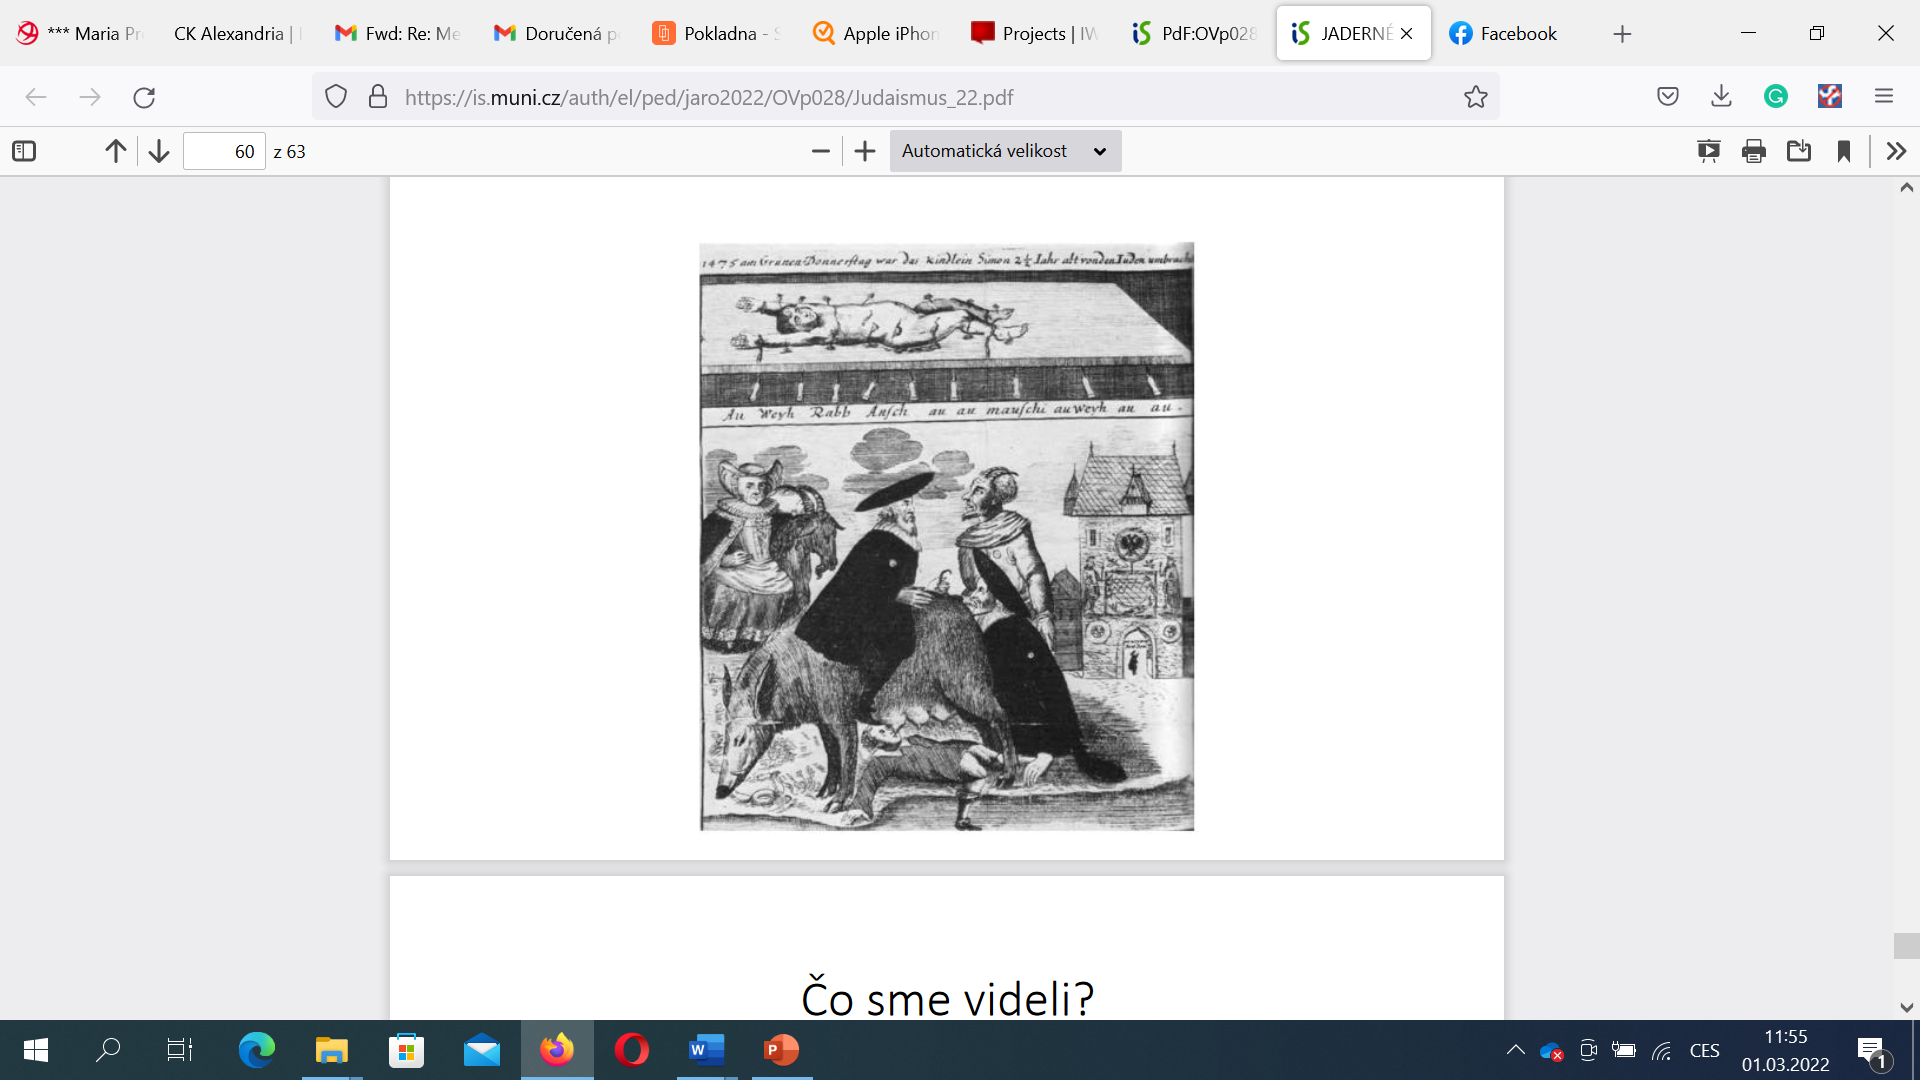 *** Maria Pr
CK Alexandria |
Fwd: Re: Me
Doručená p
Pokladna - S
Apple iPhon
Projects | IW
PdF:OVp028
JADERNÉ
Facebook
https://is.muni.cz/auth/el/ped/jaro2022/OVp028/Judaismus_22.pdf
60 z 63
Automatická velikost
1475 am Grunen Donnerstag war das Kindlein Simon 2½ Jahr alt von den Juden umbracht
Au Weyh Rabb Ansch au au mauschi au weyh au au.
Čo sme videli?
CES
11:55
01.03.2022
1